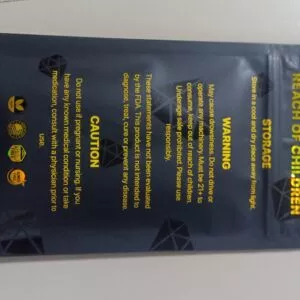 REACH OF CHILDREN
STORAGE
Store in a cool and dry place away from light.
WARNING
May cause drowsiness. Do not drive or
operate any machinery. Must be 21+ to
consume, keep out of reach of children.
Underage sale prohibited. Please use
responsibly.
These statements have not been evaluated
by the FDA. This product is not intended to
diagnose, treat, cure or prevent any disease.
CAUTION
Do not use if pregnant or nursing. If you
have any known medical condition or take
medication, consult with a physician prior to
use.